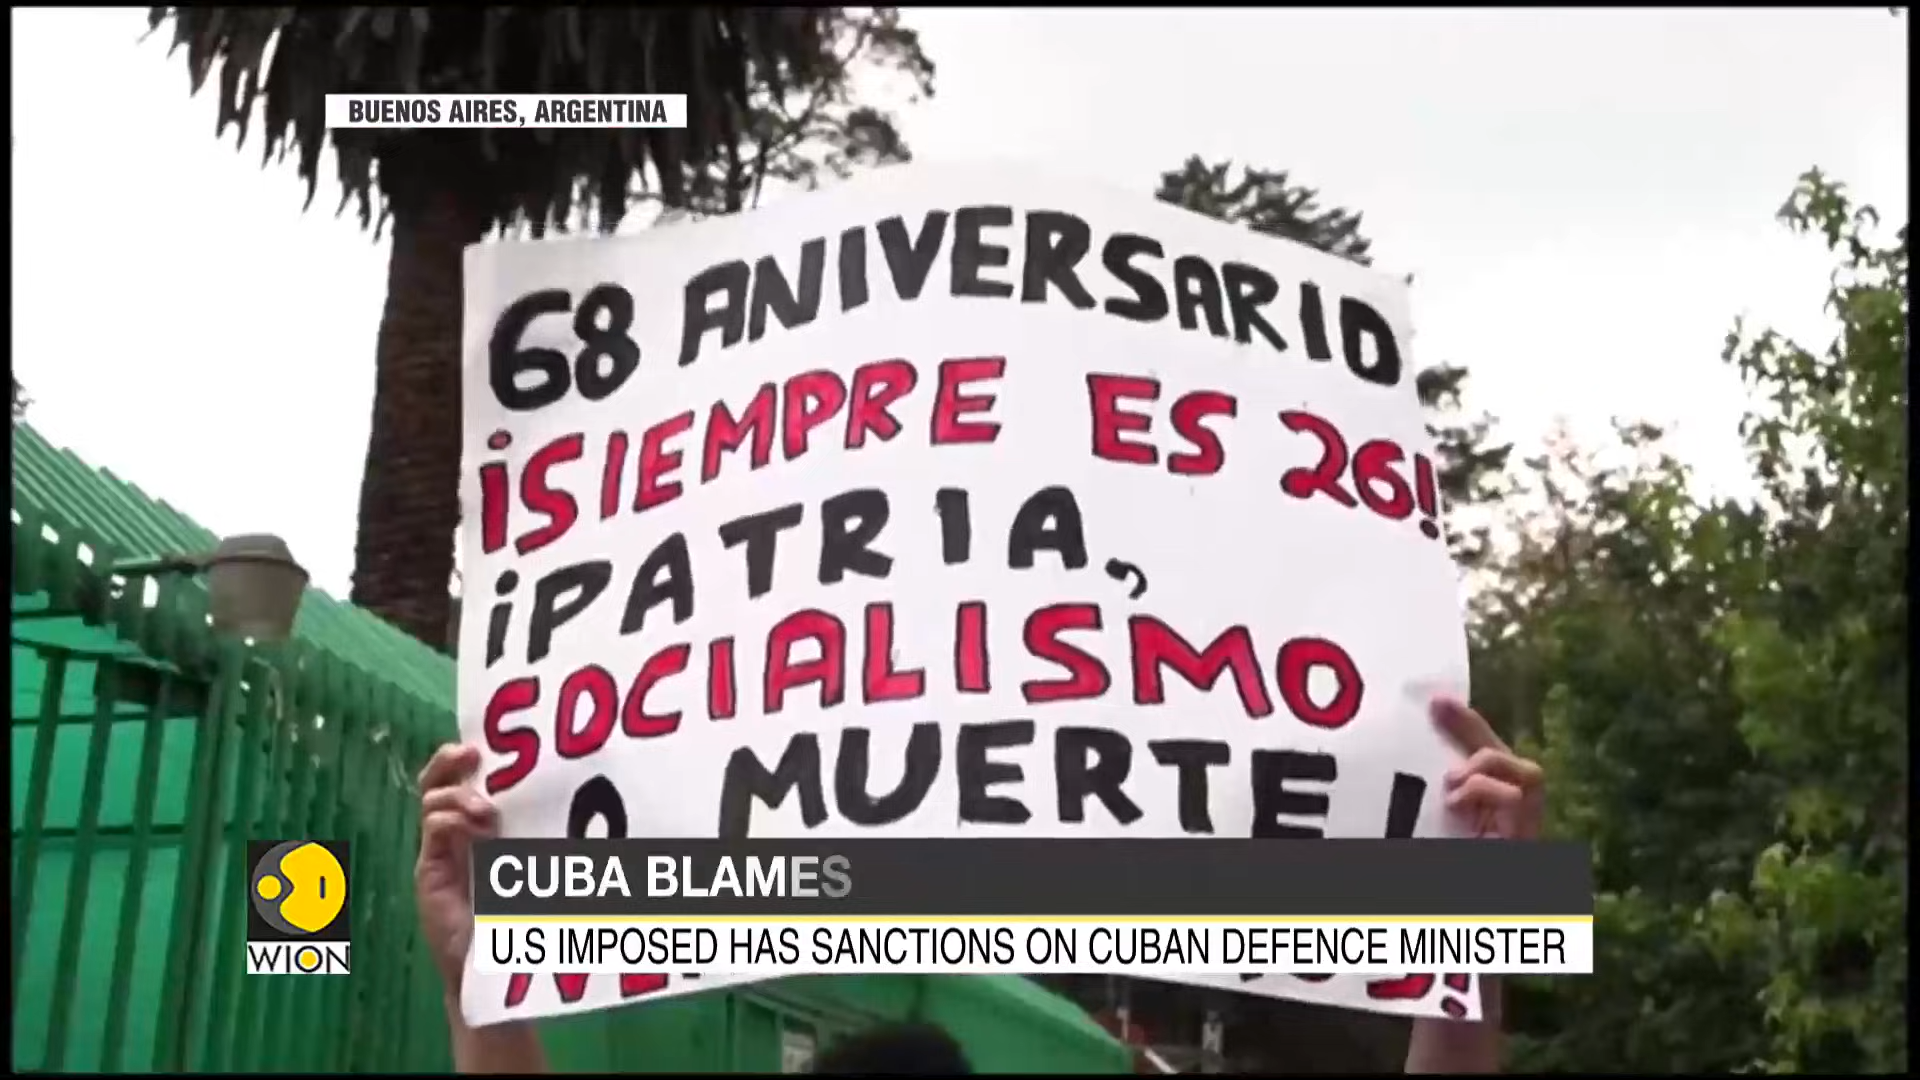 BUENOS AIRES, ARGENTINA
68 ANIVERSARIO
¡SIEMPRE ES 26!
¡PATRIA,
SOCIALISMO
O MUERTE!
CUBA BLAMES
U.S IMPOSED HAS SANCTIONS ON CUBAN DEFENCE MINISTER
WION